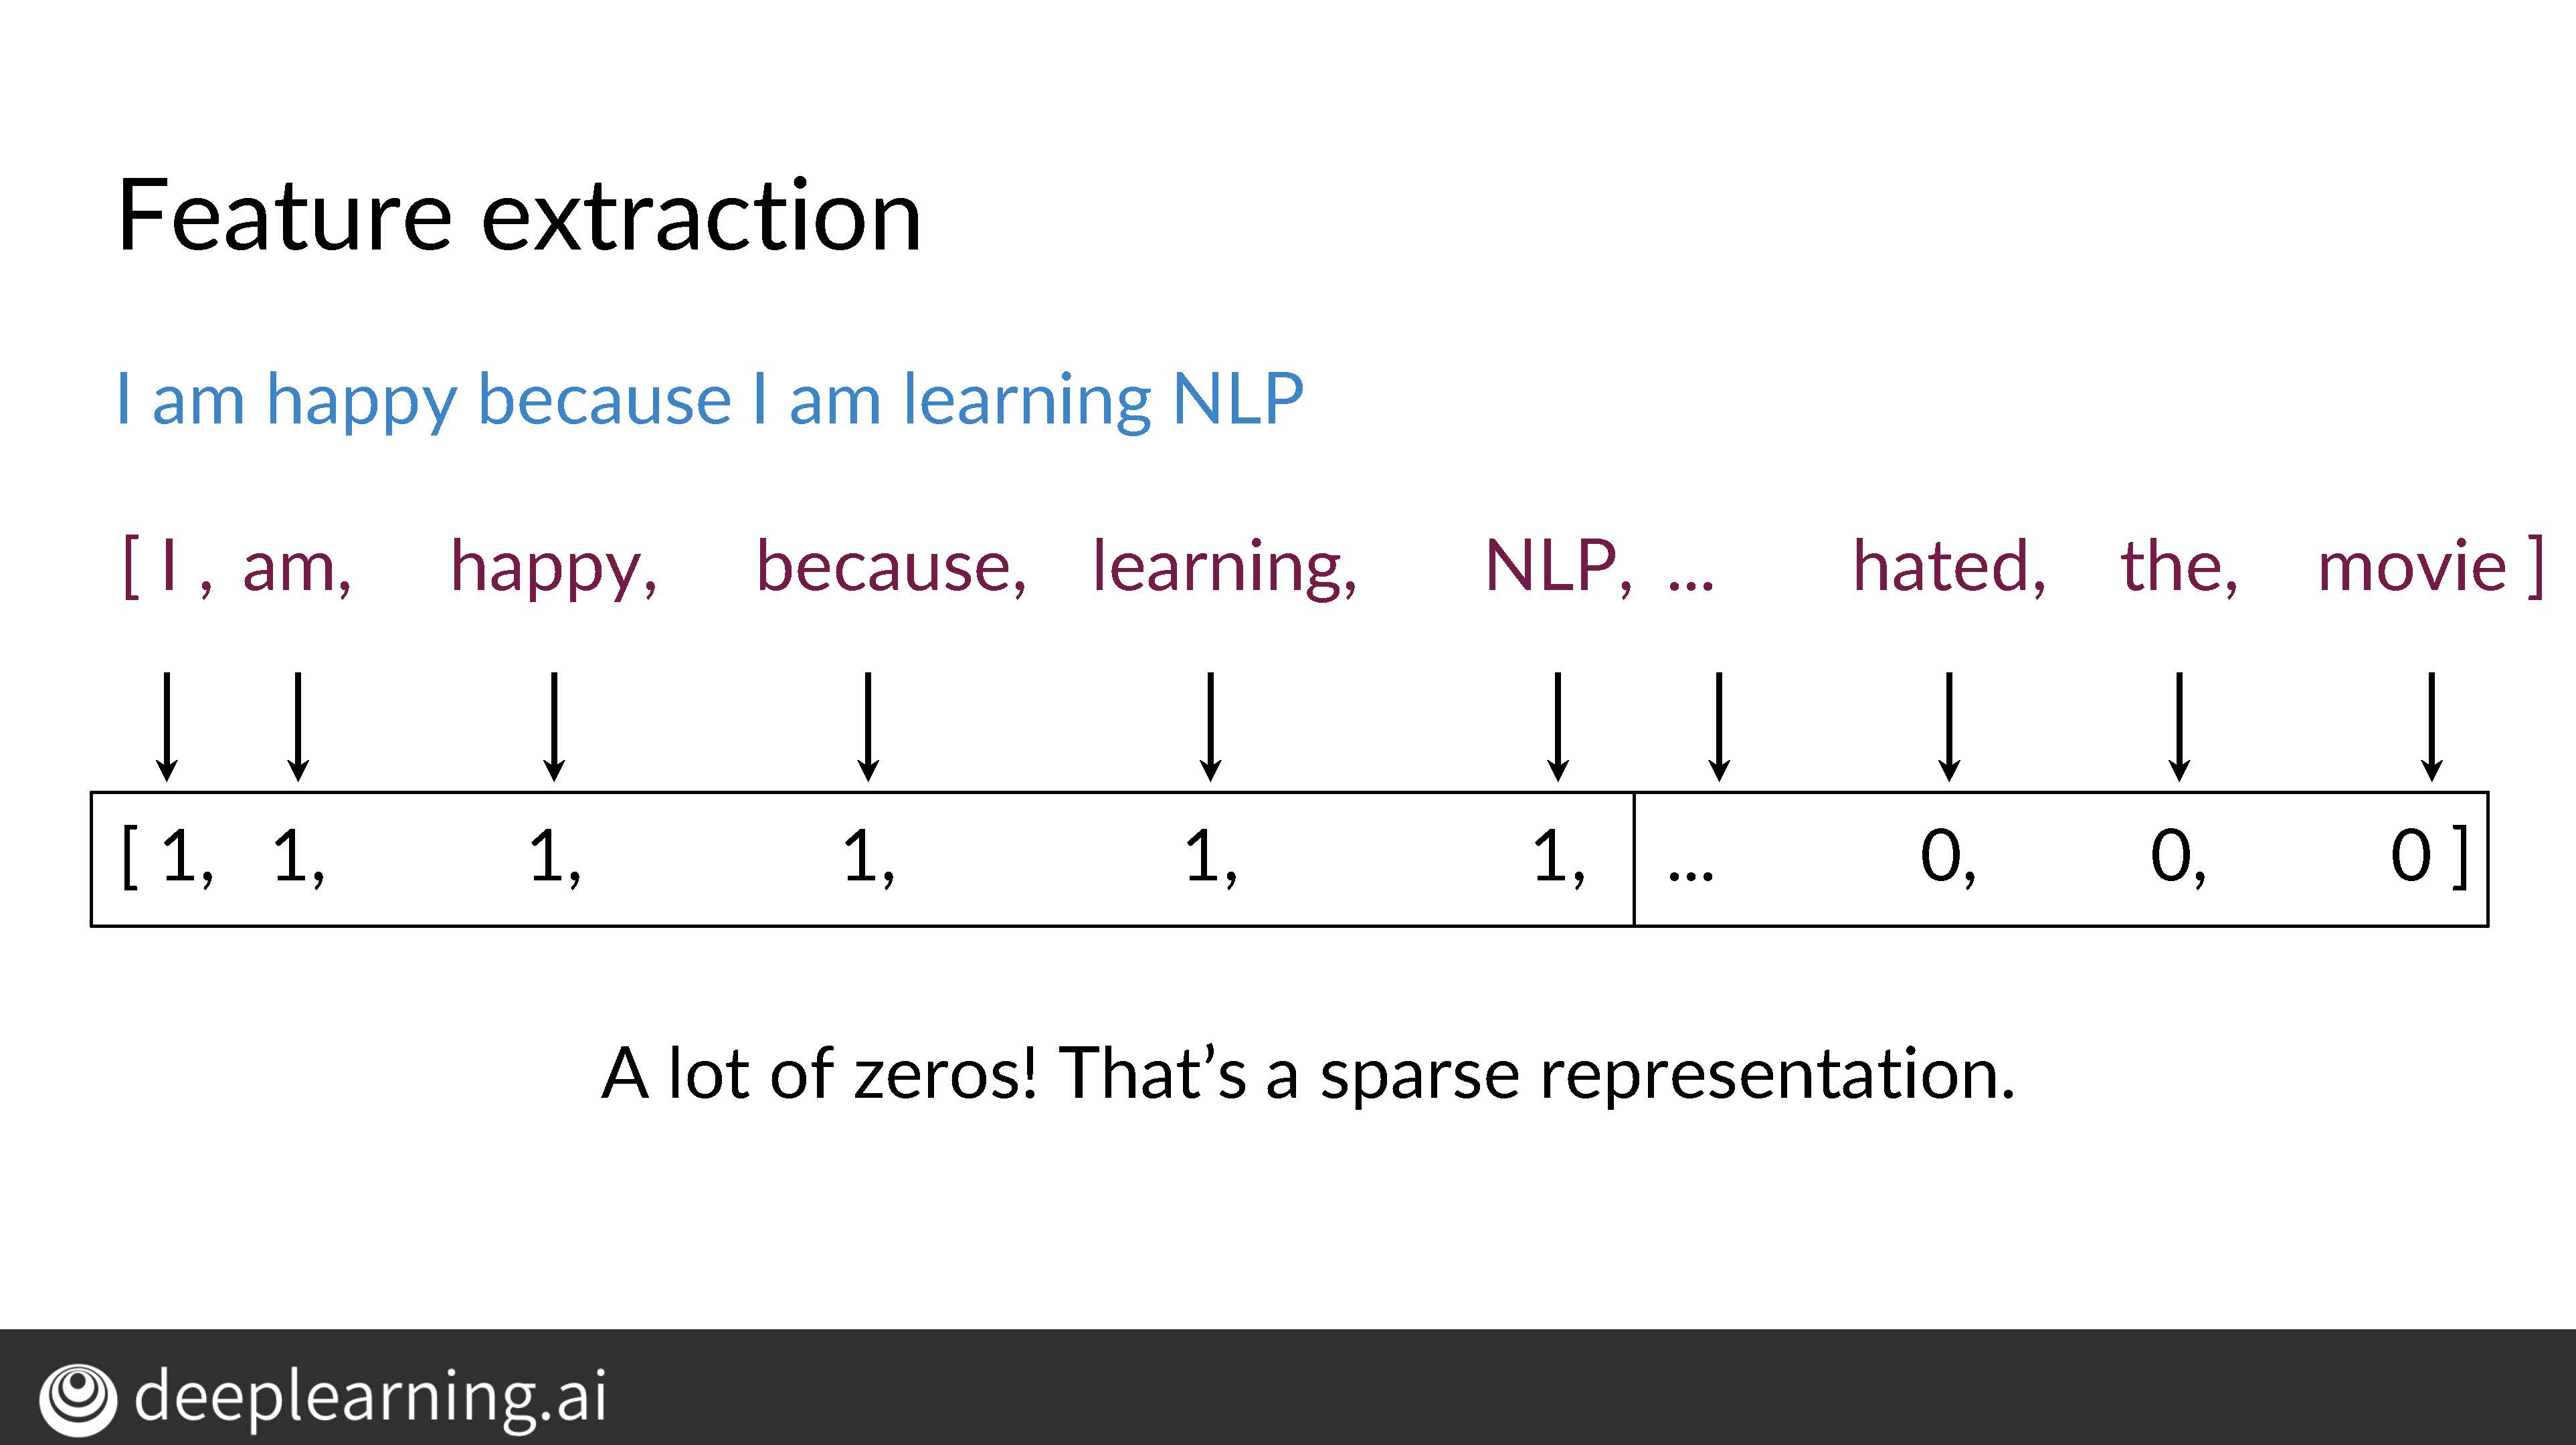 Feature extraction
I am happy because I am learning NLP
[ I , am, happy, because, learning, NLP, ... hated, the, movie ]
[ 1, 1, 1, 1, 1, 1, ... 0, 0, 0 ]
A lot of zeros! That’s a sparse representation.
deeplearning.ai